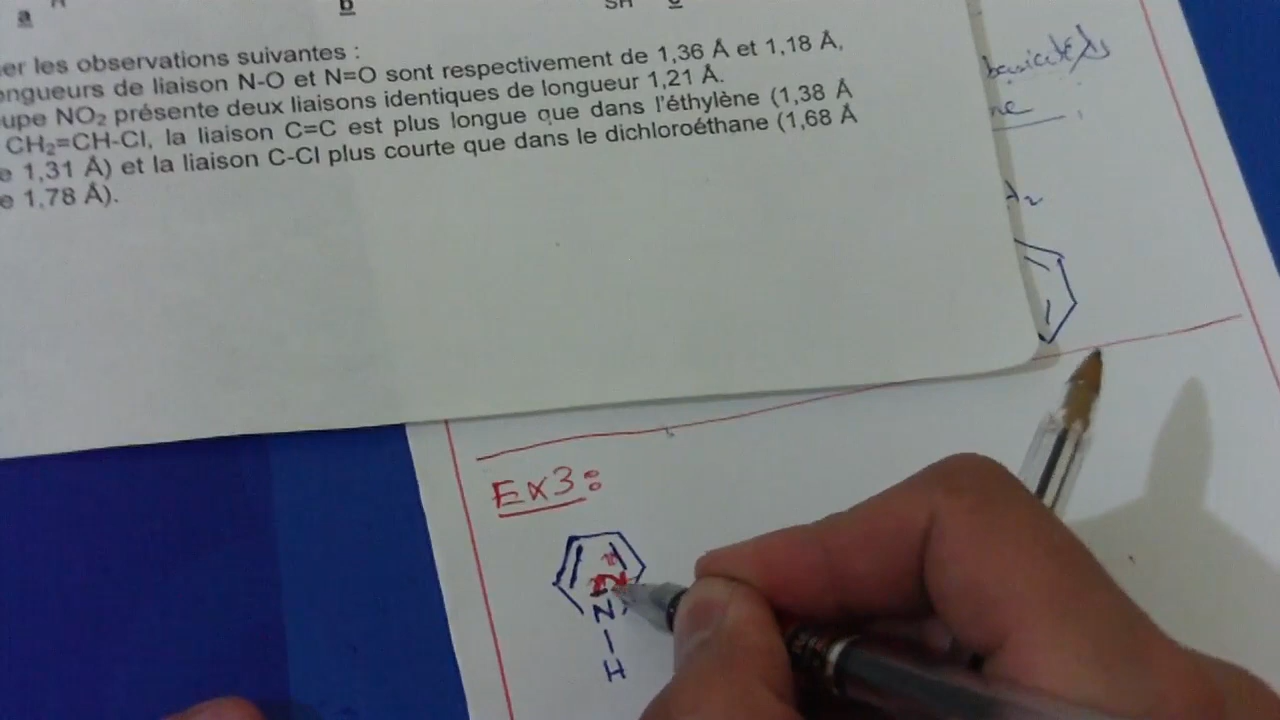 a H b SH c
er les observations suivantes :
ongueurs de liaison N-O et N=O sont respectivement de 1,36 Å et 1,18 Å,
upe NO₂ présente deux liaisons identiques de longueur 1,21 Å.
CH₂=CH-Cl, la liaison C=C est plus longue que dans l'éthylène (1,38 Å
e 1,31 Å) et la liaison C-Cl plus courte que dans le dichloroéthane (1,68 Å
e 1,78 Å).
Ex3:
N
H